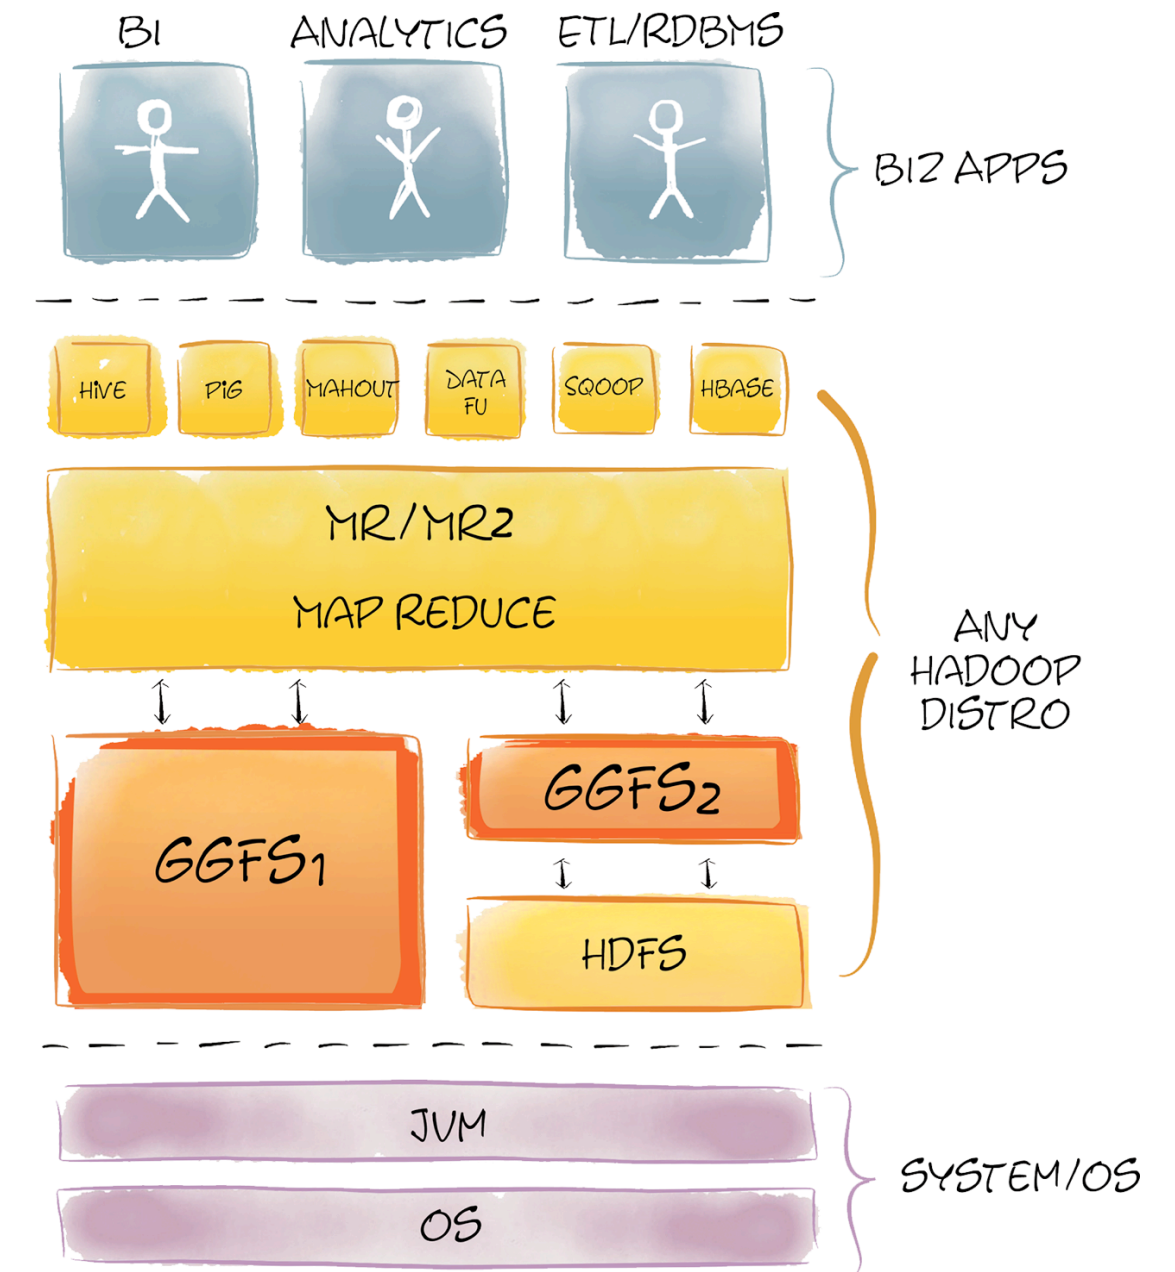 BI
ANALYTICS
ETL/RDBMS
BIZ APPS
HiVE
PiG
MAHOUT
DATA
FU
SQOOP
HBASE
MR/MR2
MAP REDUCE
ANY
HADOOP
DISTRO
GGFS1
GGFS2
HDFS
JVM
OS
SYSTEM/OS